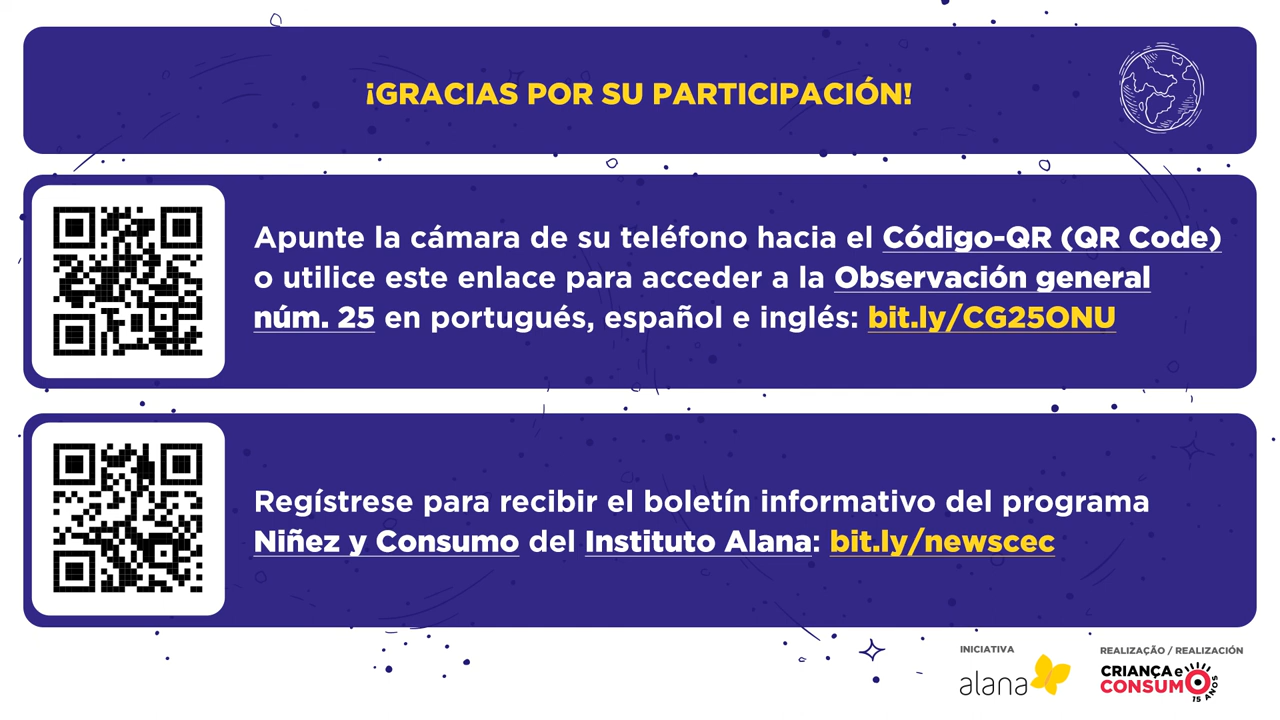 ¡GRACIAS POR SU PARTICIPACIÓN!
Apunte la cámara de su teléfono hacia el Código-QR (QR Code)
o utilice este enlace para acceder a la Observación general
núm. 25 en portugués, español e inglés: bit.ly/CG25ONU
Regístrese para recibir el boletín informativo del programa
Niñez y Consumo del Instituto Alana: bit.ly/newscec
INICIATIVA
alana
REALIZAÇÃO / REALIZACIÓN
CRIANÇA e
CONSUMO
15 ANOS